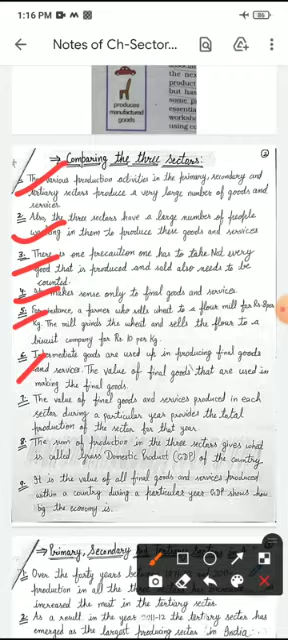 1:16 PM
86
Notes of Ch-Sector...
produces
manufactured
goods
the nex
product
but has
some p
essentia
worksh
using co
→ Comparing the three sectors:
1. The various production activities in the primary, secondary and
tertiary sectors produce a very large number of goods and
services.
2. Also, the three sectors have a large number of people
working in them to produce these goods and services
3. There is one precaution one has to take. Not every
good that is produced and sold also needs to be
counted.
4. makes sense only to final goods and services.
5. For instance, a farmer who sells wheat to a flour mill for Rs. 8 per
kg. The mill grinds the wheat and sells the flour to a
biscuit company for Rs. 10 per kg.
6. Intermediate goods are used up in producing final goods
and services. The value of final goods that are used in
making the final goods.
7. The value of final goods and services produced in each
sector during a particular year provides the total
production of the sector for that year.
8. The sum of production in the three sectors gives what
is called Gross Domestic Product (GDP) of the country
9. It is the value of all final goods and services produced
within a country during a particular year. GDP shows how
big the economy is.
→ Primary, Secondary
1. Over the forty years be
production in all th
increased the most in the tertiary sector.
2. As a result in the year 2011-12 the tertiary sector has
emerged as the largest producing sector in India